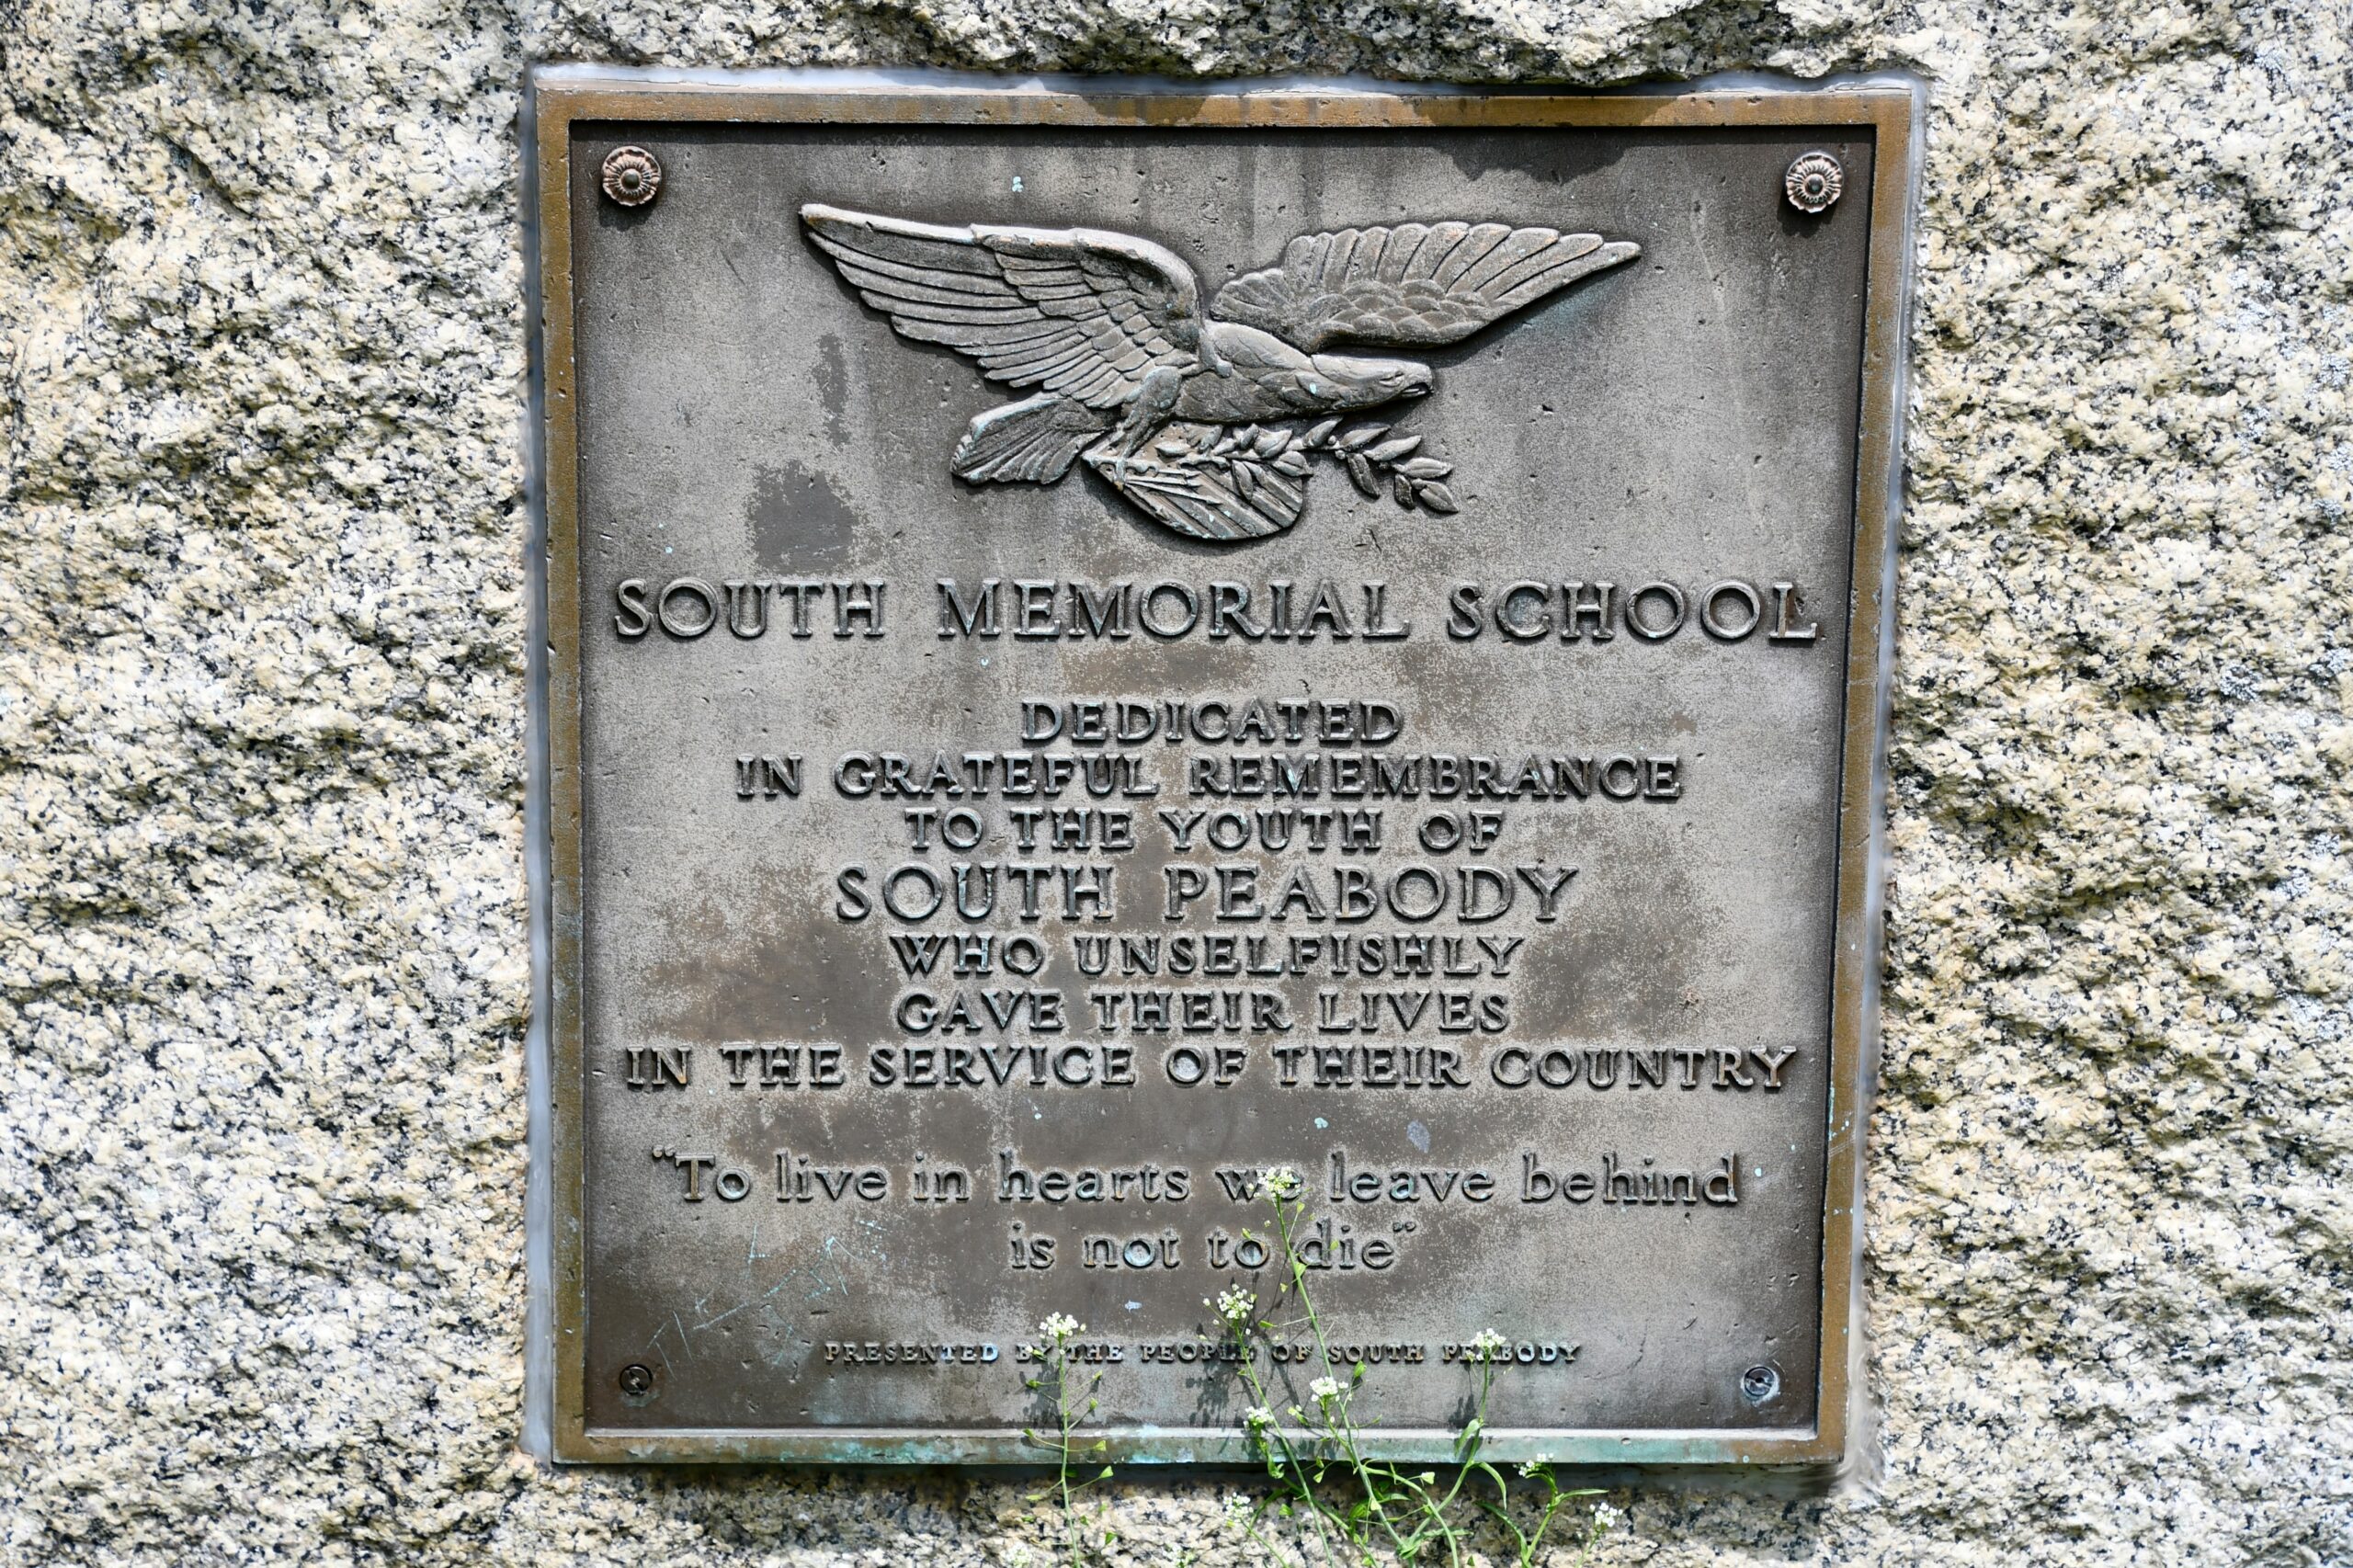 SOUTH MEMORIAL SCHOOL
DEDICATED
IN GRATEFUL REMEMBRANCE
TO THE YOUTH OF
SOUTH PEABODY
WHO UNSELFISHLY
GAVE THEIR LIVES
IN THE SERVICE OF THEIR COUNTRY
"To live in hearts we leave behind
is not to die"
PRESENTED BY THE PEOPLE OF SOUTH PEABODY